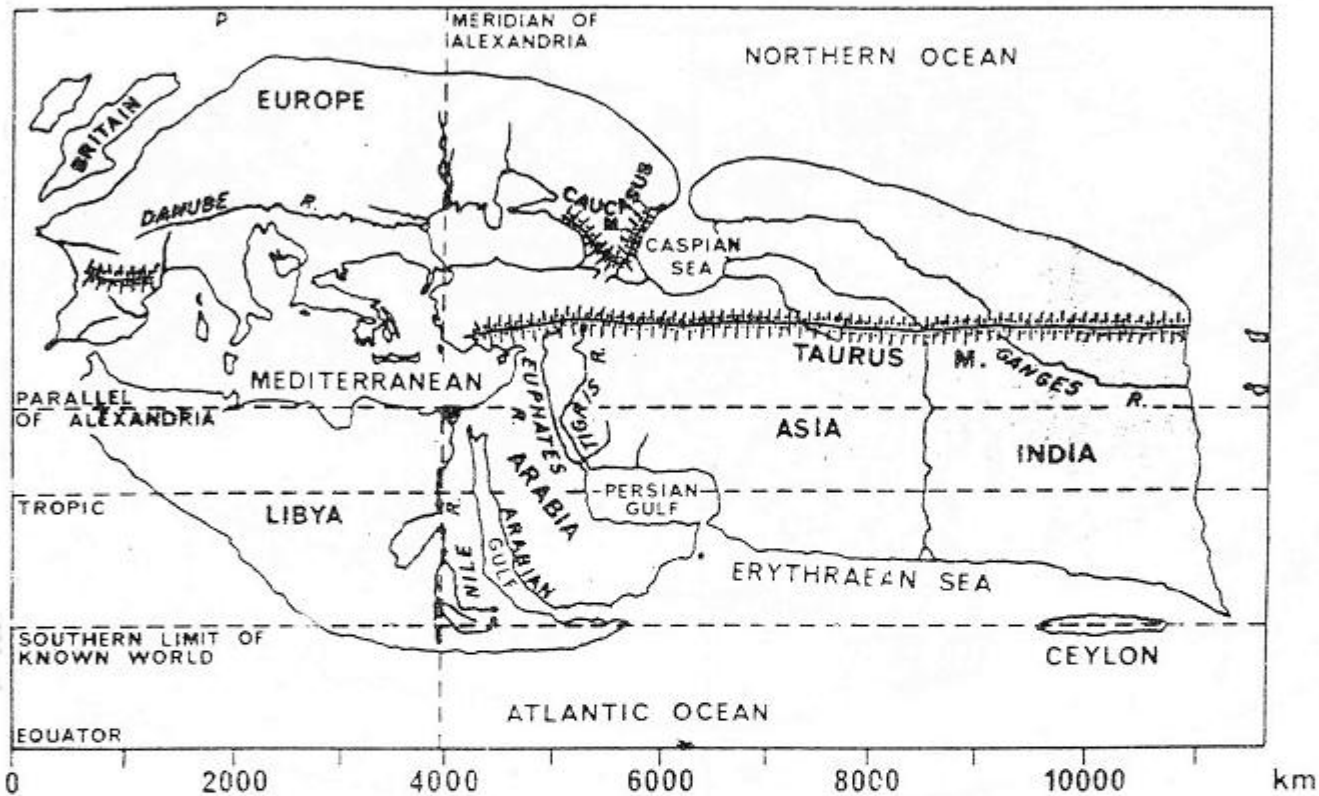 P
MERIDIAN OF
ALEXANDRIA
NORTHERN OCEAN
EUROPE
BRITAIN
DANUBE R.
CAUCASUS
M
CASPIAN
SEA
TAURUS M.
GANGES R.
MEDITERRANEAN
EUPHATES
R.
TIGRIS
R.
PARALLEL
OF ALEXANDRIA
ASIA
INDIA
ARABIA
PERSIAN
GULF
TROPIC
LIBYA
NILE R.
ARABIAN
GULF
ERYTHRAEAN SEA
SOUTHERN LIMIT OF
KNOWN WORLD
CEYLON
ATLANTIC OCEAN
EQUATOR
0 2000 4000 6000 8000 10000 km